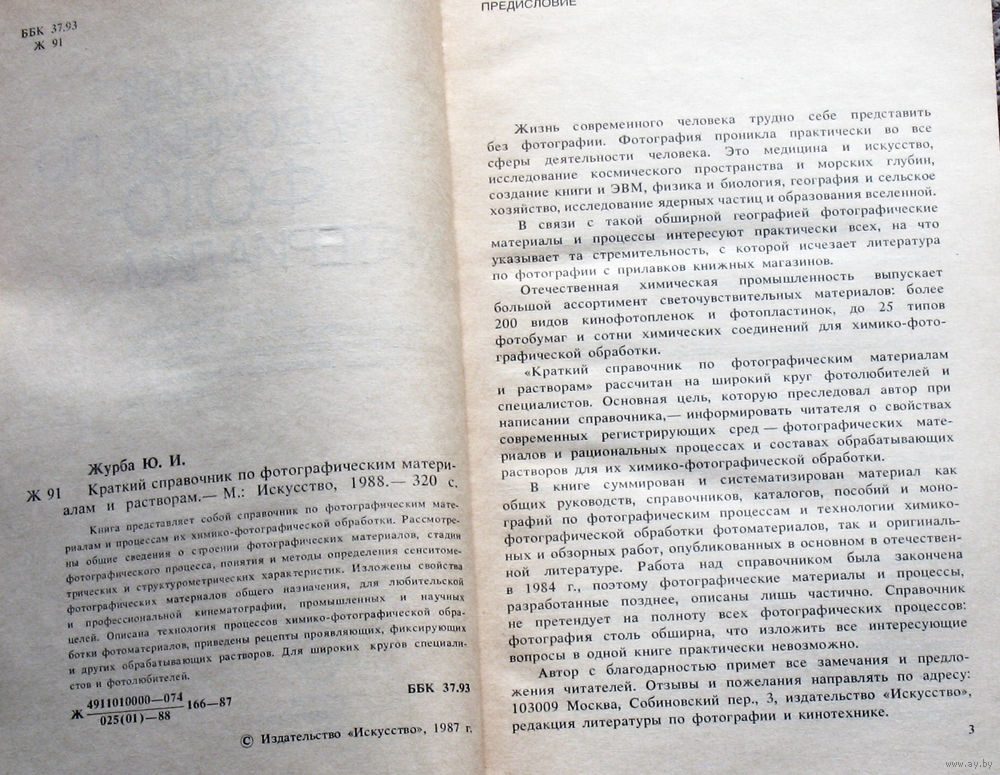 ББК 37.93
Ж 91
Журба Ю. И.
Ж 91 Краткий справочник по фотографическим матери-
алам и растворам.— М.: Искусство, 1988.— 320 с.
Книга представляет собой справочник по фотографическим мате-
риалам и процессам их химико-фотографической обработки. Рассмотре-
ны общие сведения о строении фотографических материалов, стадии
фотографического процесса, понятия и методы определения сенситоме-
трических и структурометрических характеристик. Изложены свойства
фотографических материалов общего назначения, для любительской
и профессиональной кинематографии, промышленных и научных
целей. Описана технология процессов химико-фотографической обра-
ботки фотоматериалов, приведены рецепты проявляющих, фиксирующих
и других обрабатывающих растворов. Для широких кругов специали-
стов и фотолюбителей.
Ж 4911010000—074 166—87
025(01)—88
ББК 37.93
© Издательство «Искусство», 1987 г.
ПРЕДИСЛОВИЕ
Жизнь современного человека трудно себе представить
без фотографии. Фотография проникла практически во все
сферы деятельности человека. Это медицина и искусство,
исследование космического пространства и морских глубин,
создание книги и ЭВМ, физика и биология, география и сельское
хозяйство, исследование ядерных частиц и образования вселенной.
В связи с такой обширной географией фотографические
материалы и процессы интересуют практически всех, на что
указывает та стремительность, с которой исчезает литература
по фотографии с прилавков книжных магазинов.
Отечественная химическая промышленность выпускает
большой ассортимент светочувствительных материалов: более
200 видов кинофотопленок и фотопластинок, до 25 типов
фотобумаг и сотни химических соединений для химико-фото-
графической обработки.
«Краткий справочник по фотографическим материалам
и растворам» рассчитан на широкий круг фотолюбителей и
специалистов. Основная цель, которую преследовал автор при
написании справочника,— информировать читателя о свойствах
современных регистрирующих сред — фотографических мате-
риалов и рациональных процессах и составах обрабатывающих
растворов для их химико-фотографической обработки.
В книге суммирован и систематизирован материал как
общих руководств, справочников, каталогов, пособий и моно-
графий по фотографическим процессам и технологии химико-
фотографической обработки фотоматериалов, так и оригиналь-
ных и обзорных работ, опубликованных в основном в отечествен-
ной литературе. Работа над справочником была закончена
в 1984 г., поэтому фотографические материалы и процессы,
разработанные позднее, описаны лишь частично. Справочник
не претендует на полноту всех фотографических процессов:
фотография столь обширна, что изложить все интересующие
вопросы в одной книге практически невозможно.
Автор с благодарностью примет все замечания и предло-
жения читателей. Отзывы и пожелания направлять по адресу:
103009 Москва, Собиновский пер., 3, издательство «Искусство»,
редакция литературы по фотографии и кинотехнике.
3
www.ay.by